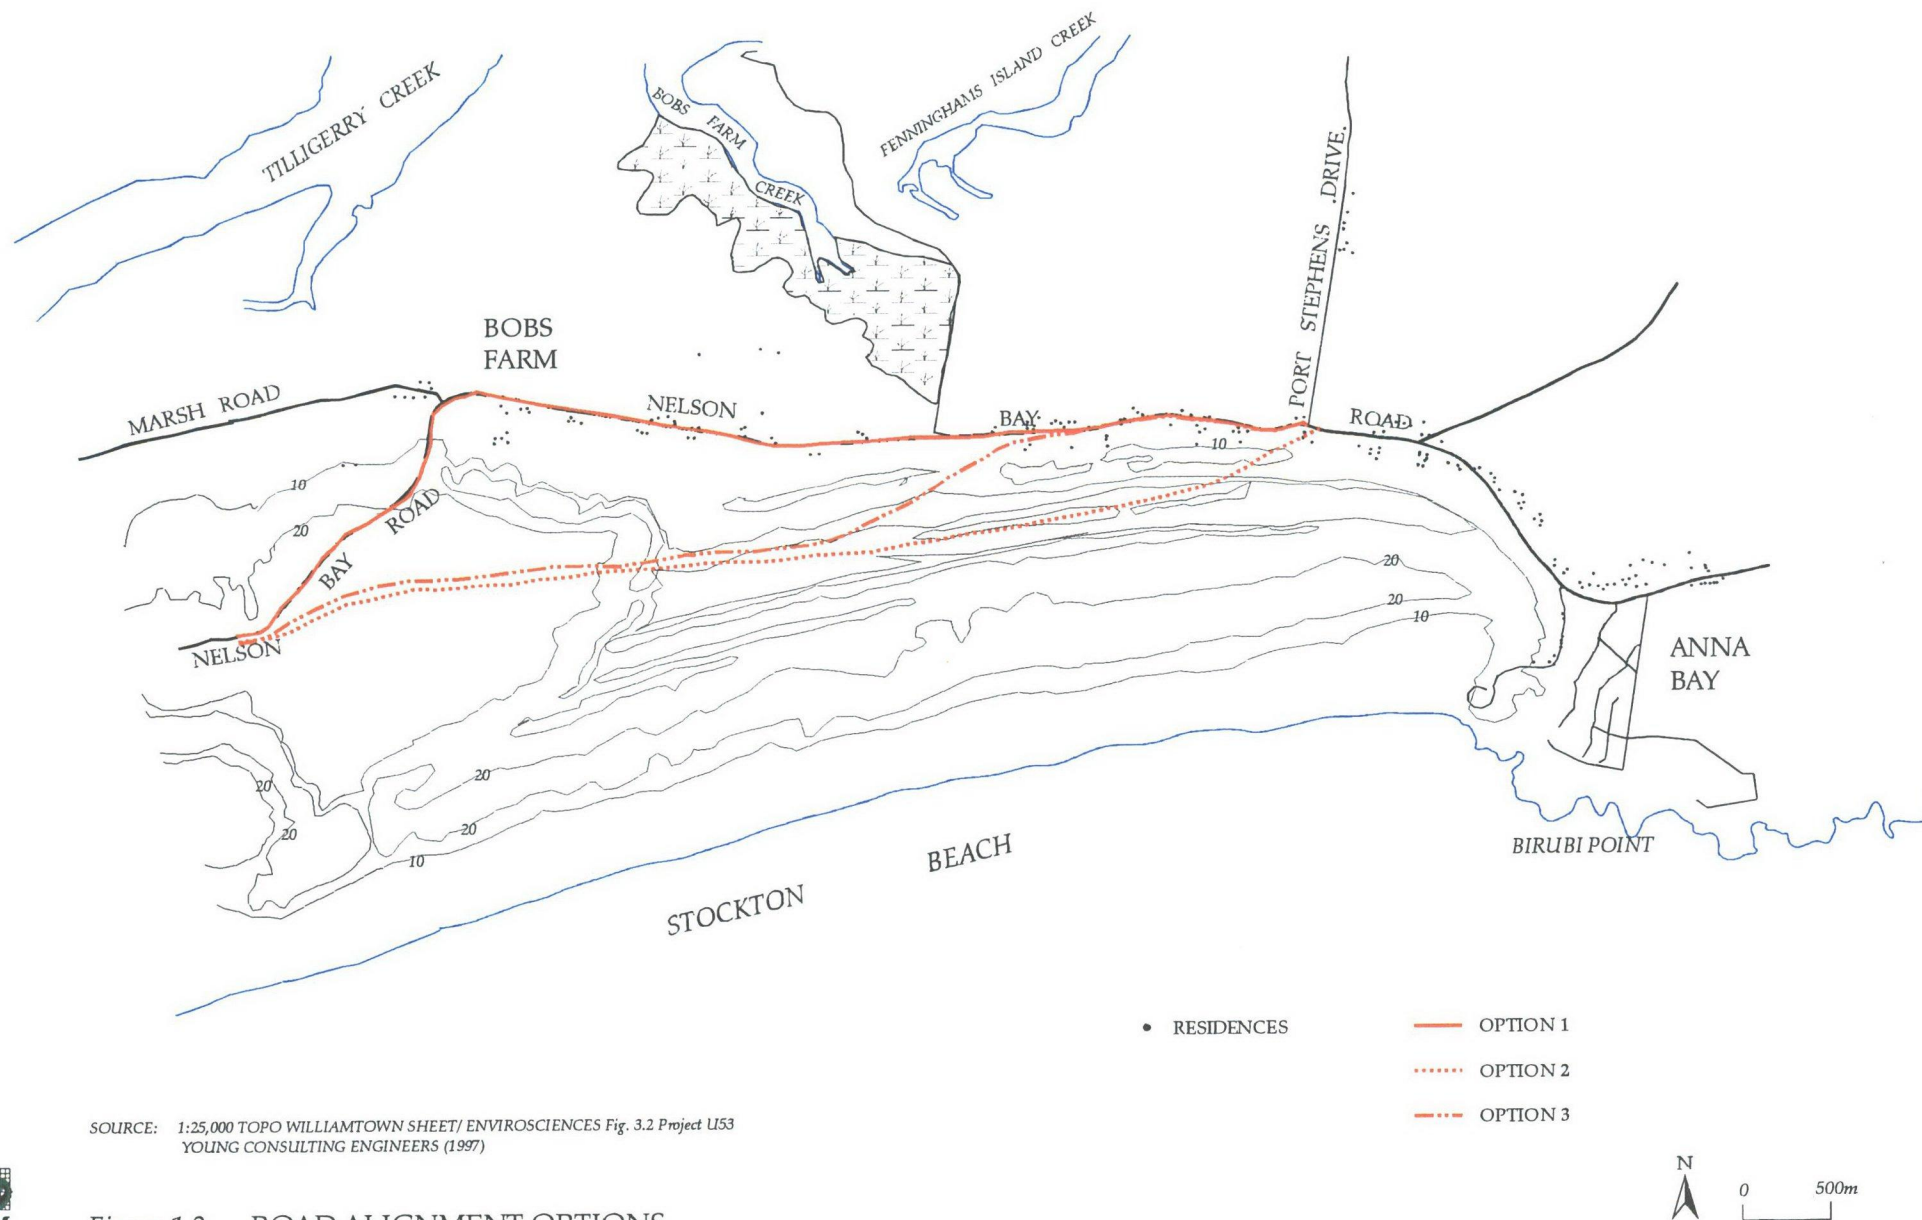 TILLIGERRY CREEK
BOBS FARM CREEK
FENNINGHAMS ISLAND CREEK
PORT STEPHENS DRIVE
BOBS
FARM
MARSH ROAD
NELSON BAY ROAD
10
10
20
BAY ROAD
NELSON
20
20
10
ANNA
BAY
20
20
20
20
10
BIRUBI POINT
STOCKTON BEACH
RESIDENCES
OPTION 1
OPTION 2
OPTION 3
SOURCE: 1:25,000 TOPO WILLIAMTOWN SHEET/ ENVIROSCIENCES Fig. 3.2 Project U53
YOUNG CONSULTING ENGINEERS (1997)
N
0 500m
ROAD ALIGNMENT OPTIONS